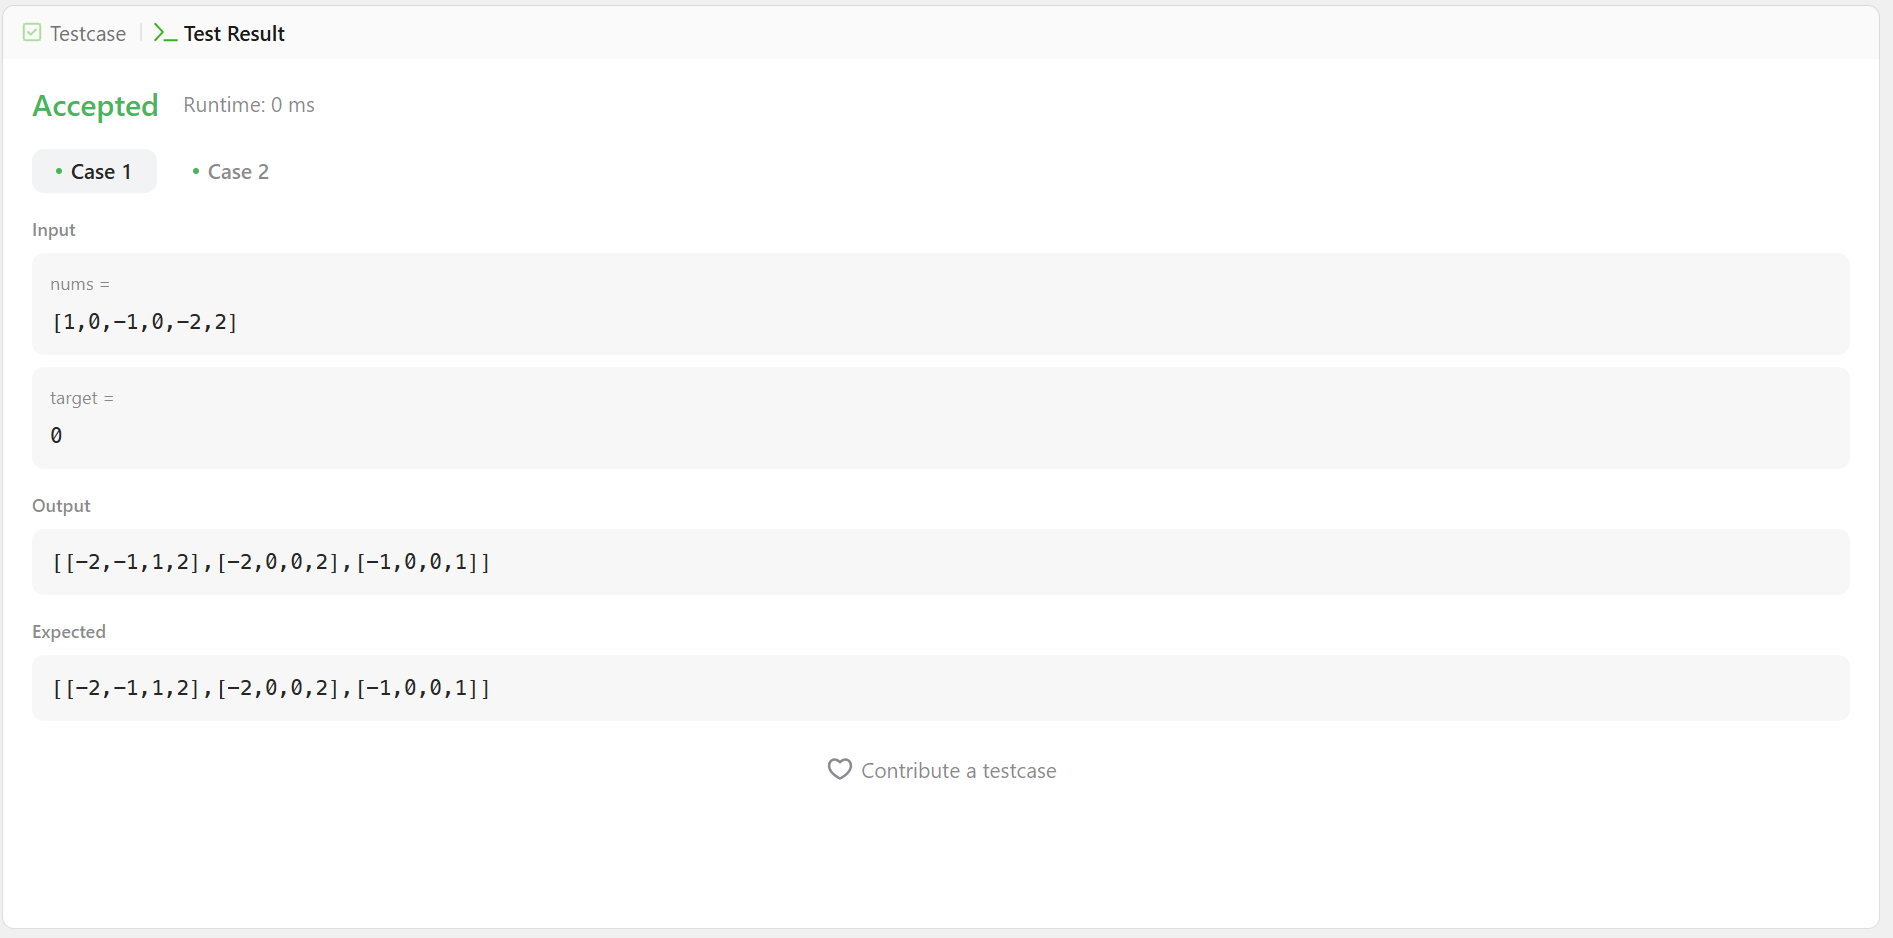 Testcase Test Result
Accepted Runtime: 0 ms
Case 1 Case 2
Input
nums =
[1,0,-1,0,-2,2]
target =
0
Output
[[-2,-1,1,2],[-2,0,0,2],[-1,0,0,1]]
Expected
[[-2,-1,1,2],[-2,0,0,2],[-1,0,0,1]]
Contribute a testcase